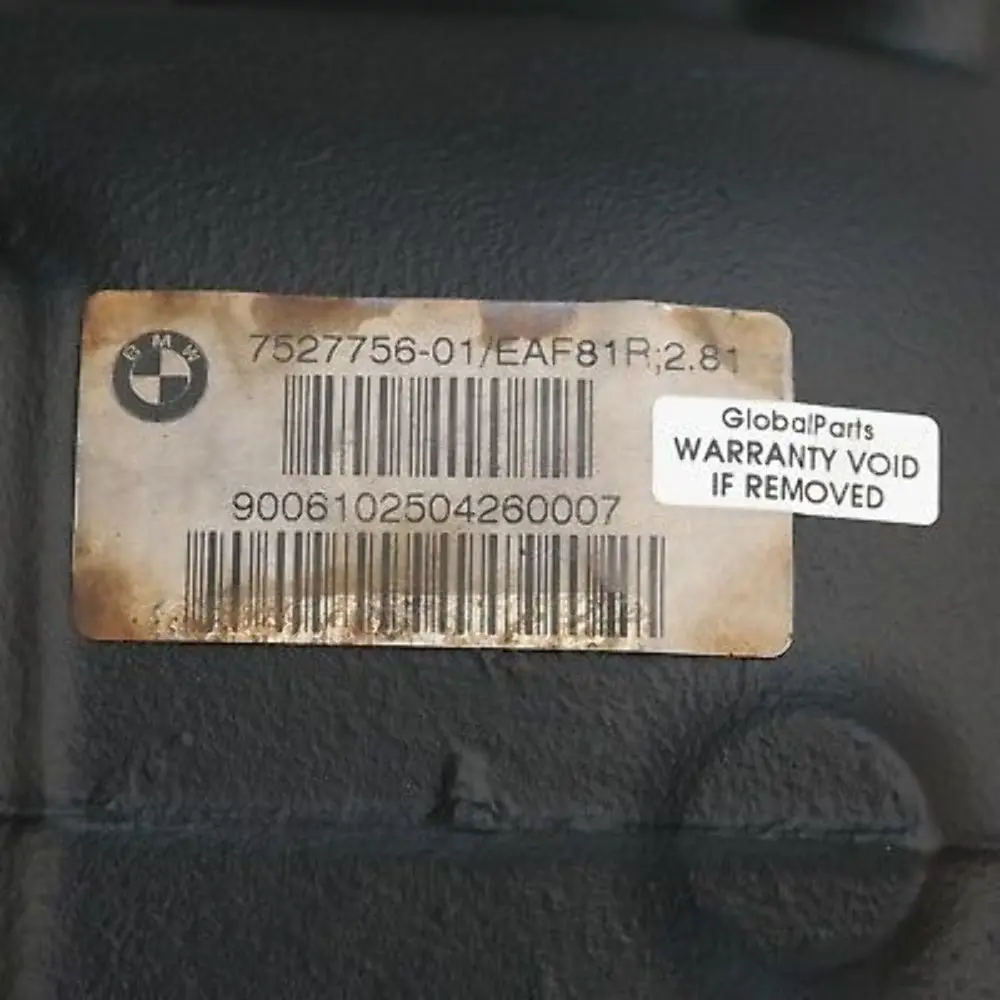 BMW
7527756-01/EAF81R;2.81
9006102504260007
GlobalParts
WARRANTY VOID
IF REMOVED